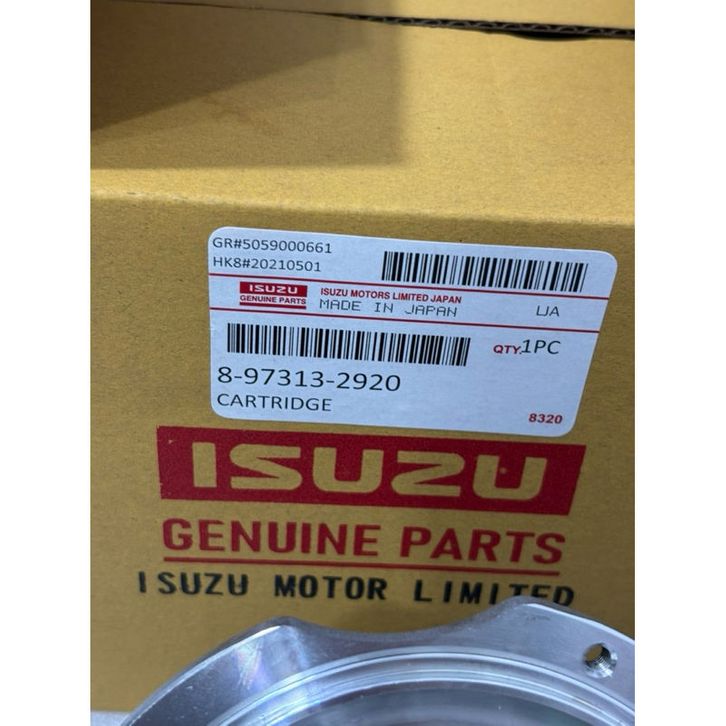 GR#5059000661
HK8#20210501
ISUZU
GENUINE PARTS
ISUZU MOTORS LIMITED JAPAN
MADE IN JAPAN
IJA
QTY.1PC
8-97313-2920
CARTRIDGE
8320
ISUZU
GENUINE PARTS
ISUZU MOTOR LIMITED